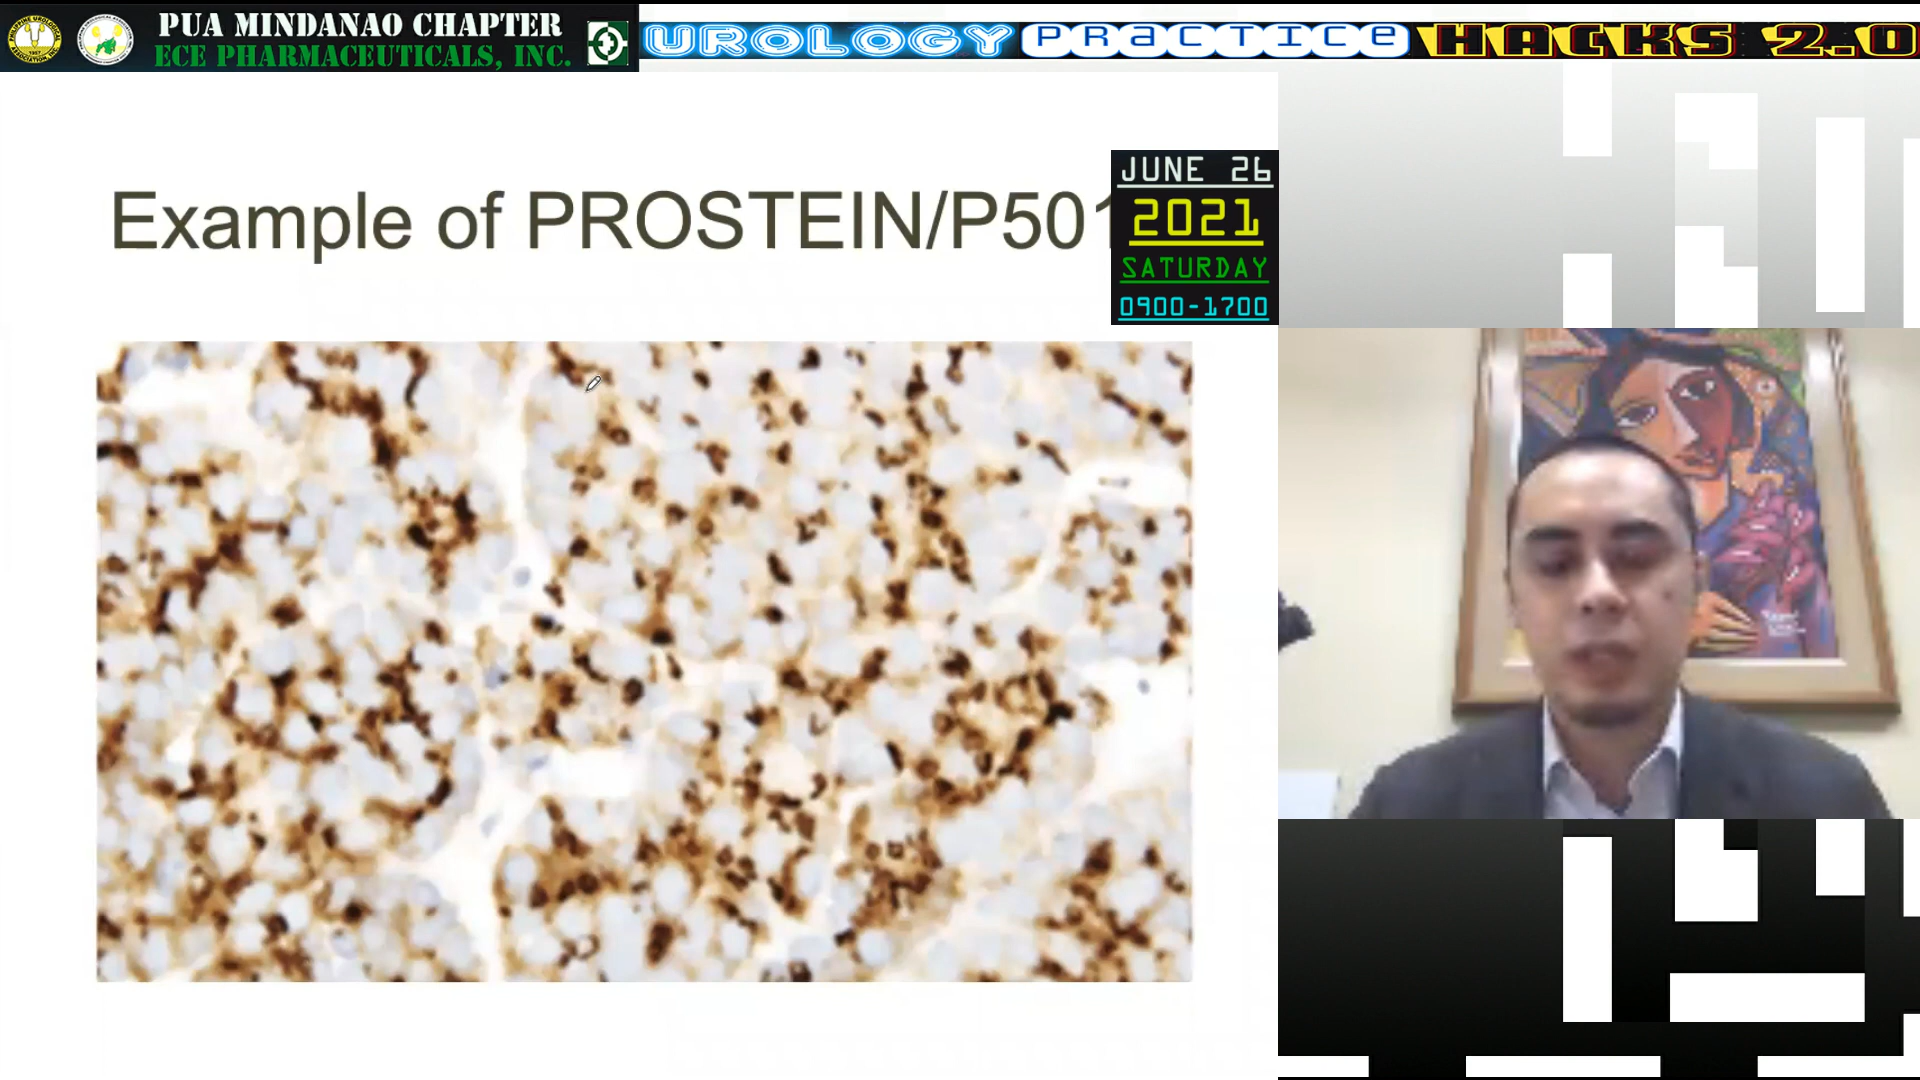 PUA MINDANAO CHAPTER
ECE PHARMACEUTICALS, INC.
UROLOGY PRACTICE HACKS 2.0
JUNE 26
2021
SATURDAY
0900-1700
Example of PROSTEIN/P501